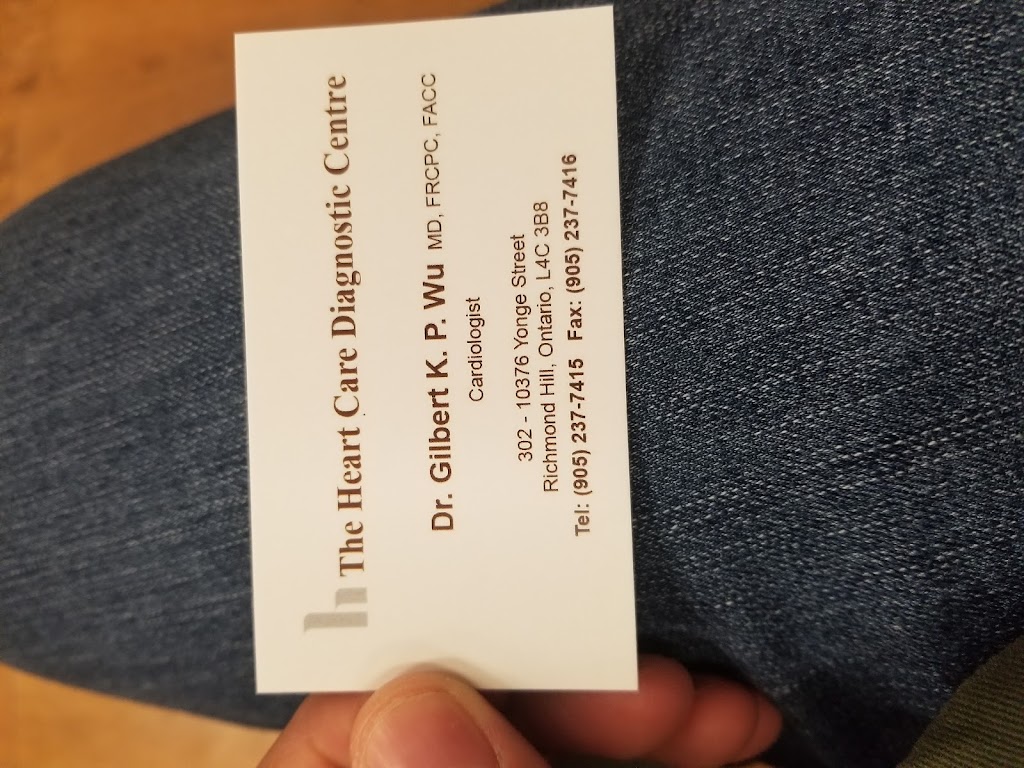 The Heart Care Diagnostic Centre
Dr. Gilbert K. P. Wu MD, FRCPC, FACC
Cardiologist
302 - 10376 Yonge Street
Richmond Hill, Ontario, L4C 3B8
Tel: (905) 237-7415 Fax: (905) 237-7416